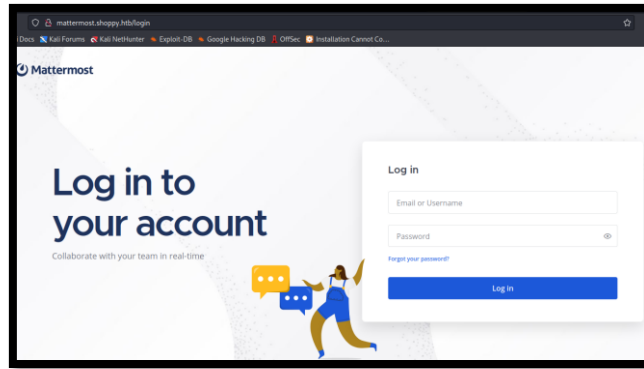 mattermost.shoppy.htb/login
Docs Kali Forums Kali NetHunter Exploit-DB Google Hacking DB OffSec Installation Cannot Co...
Mattermost
Log in to
your account
Collaborate with your team in real-time
Log in
Email or Username
Password
Forgot your password?
Log in